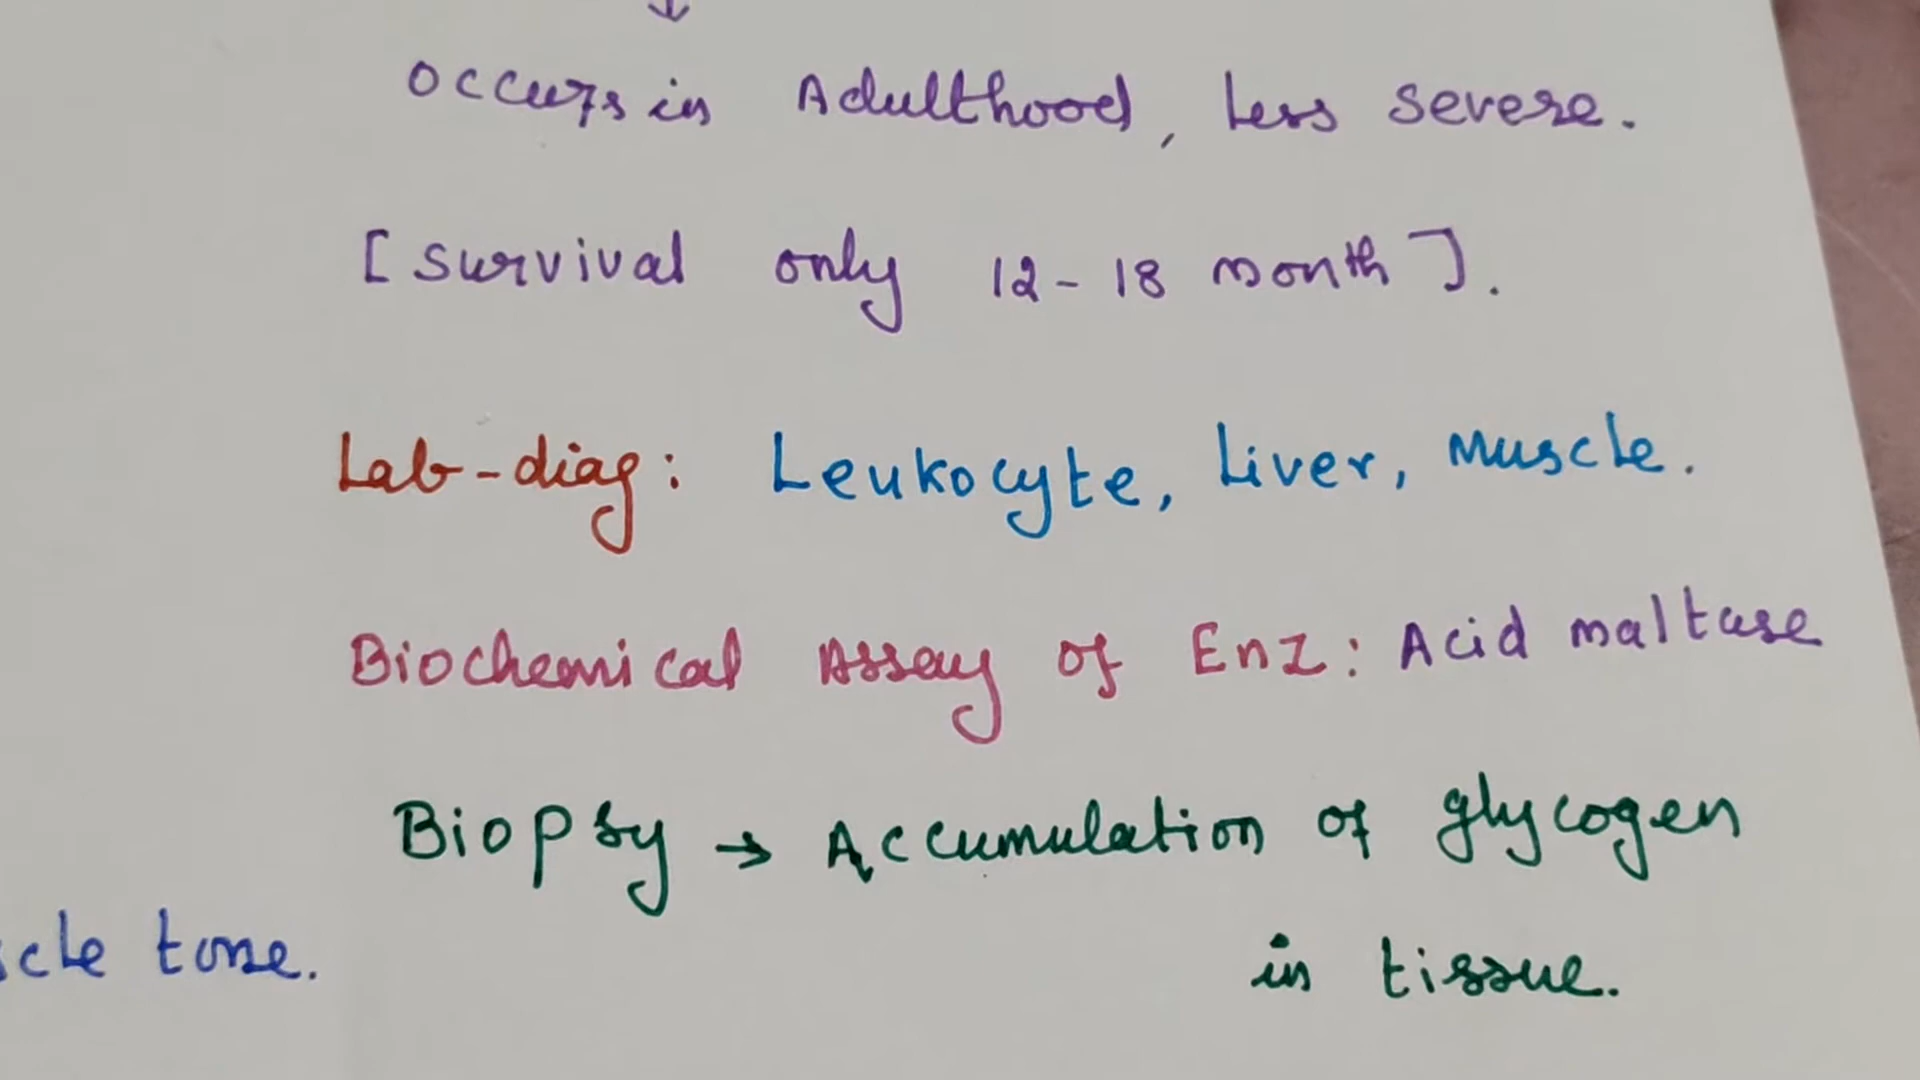 Occurs in Adulthood, Less severe.
[Survival only 12-18 month].
Lab-diag: Leukocyte, Liver, Muscle.
Biochemical Assay of Enz: Acid maltase
Biopsy → Accumulation of glycogen
tone.
in tissue.